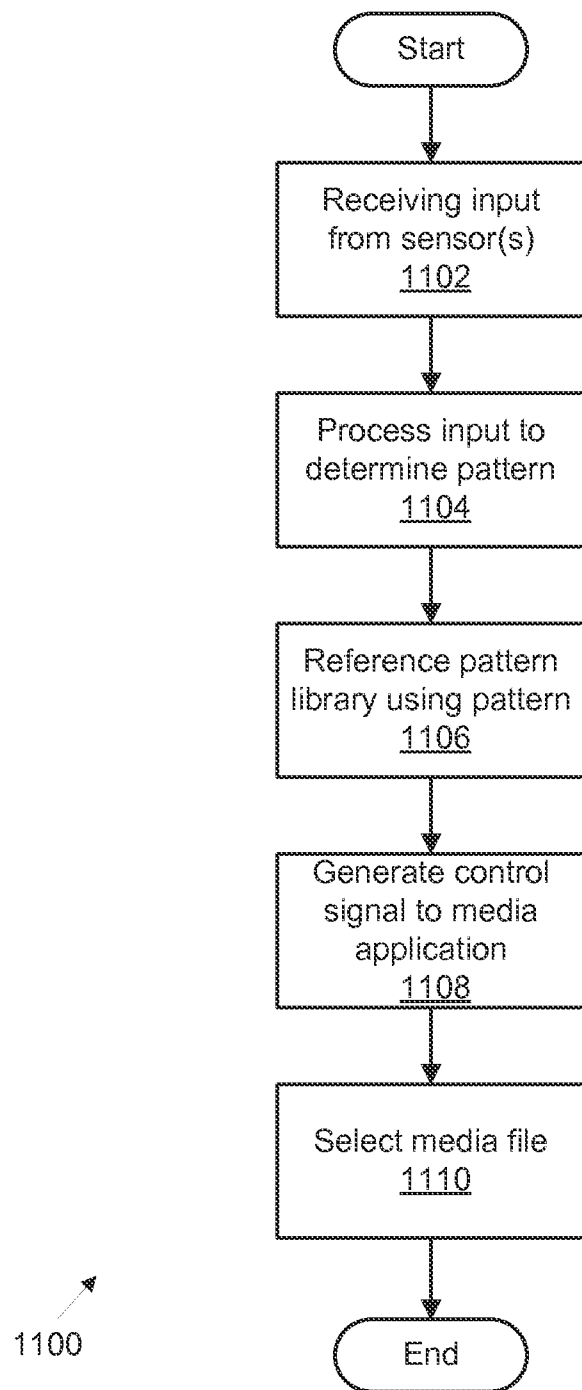 Start
Receiving input
from sensor(s)
1102
Process input to
determine pattern
1104
Reference pattern
library using pattern
1106
Generate control
signal to media
application
1108
Select media file
1110
1100
End